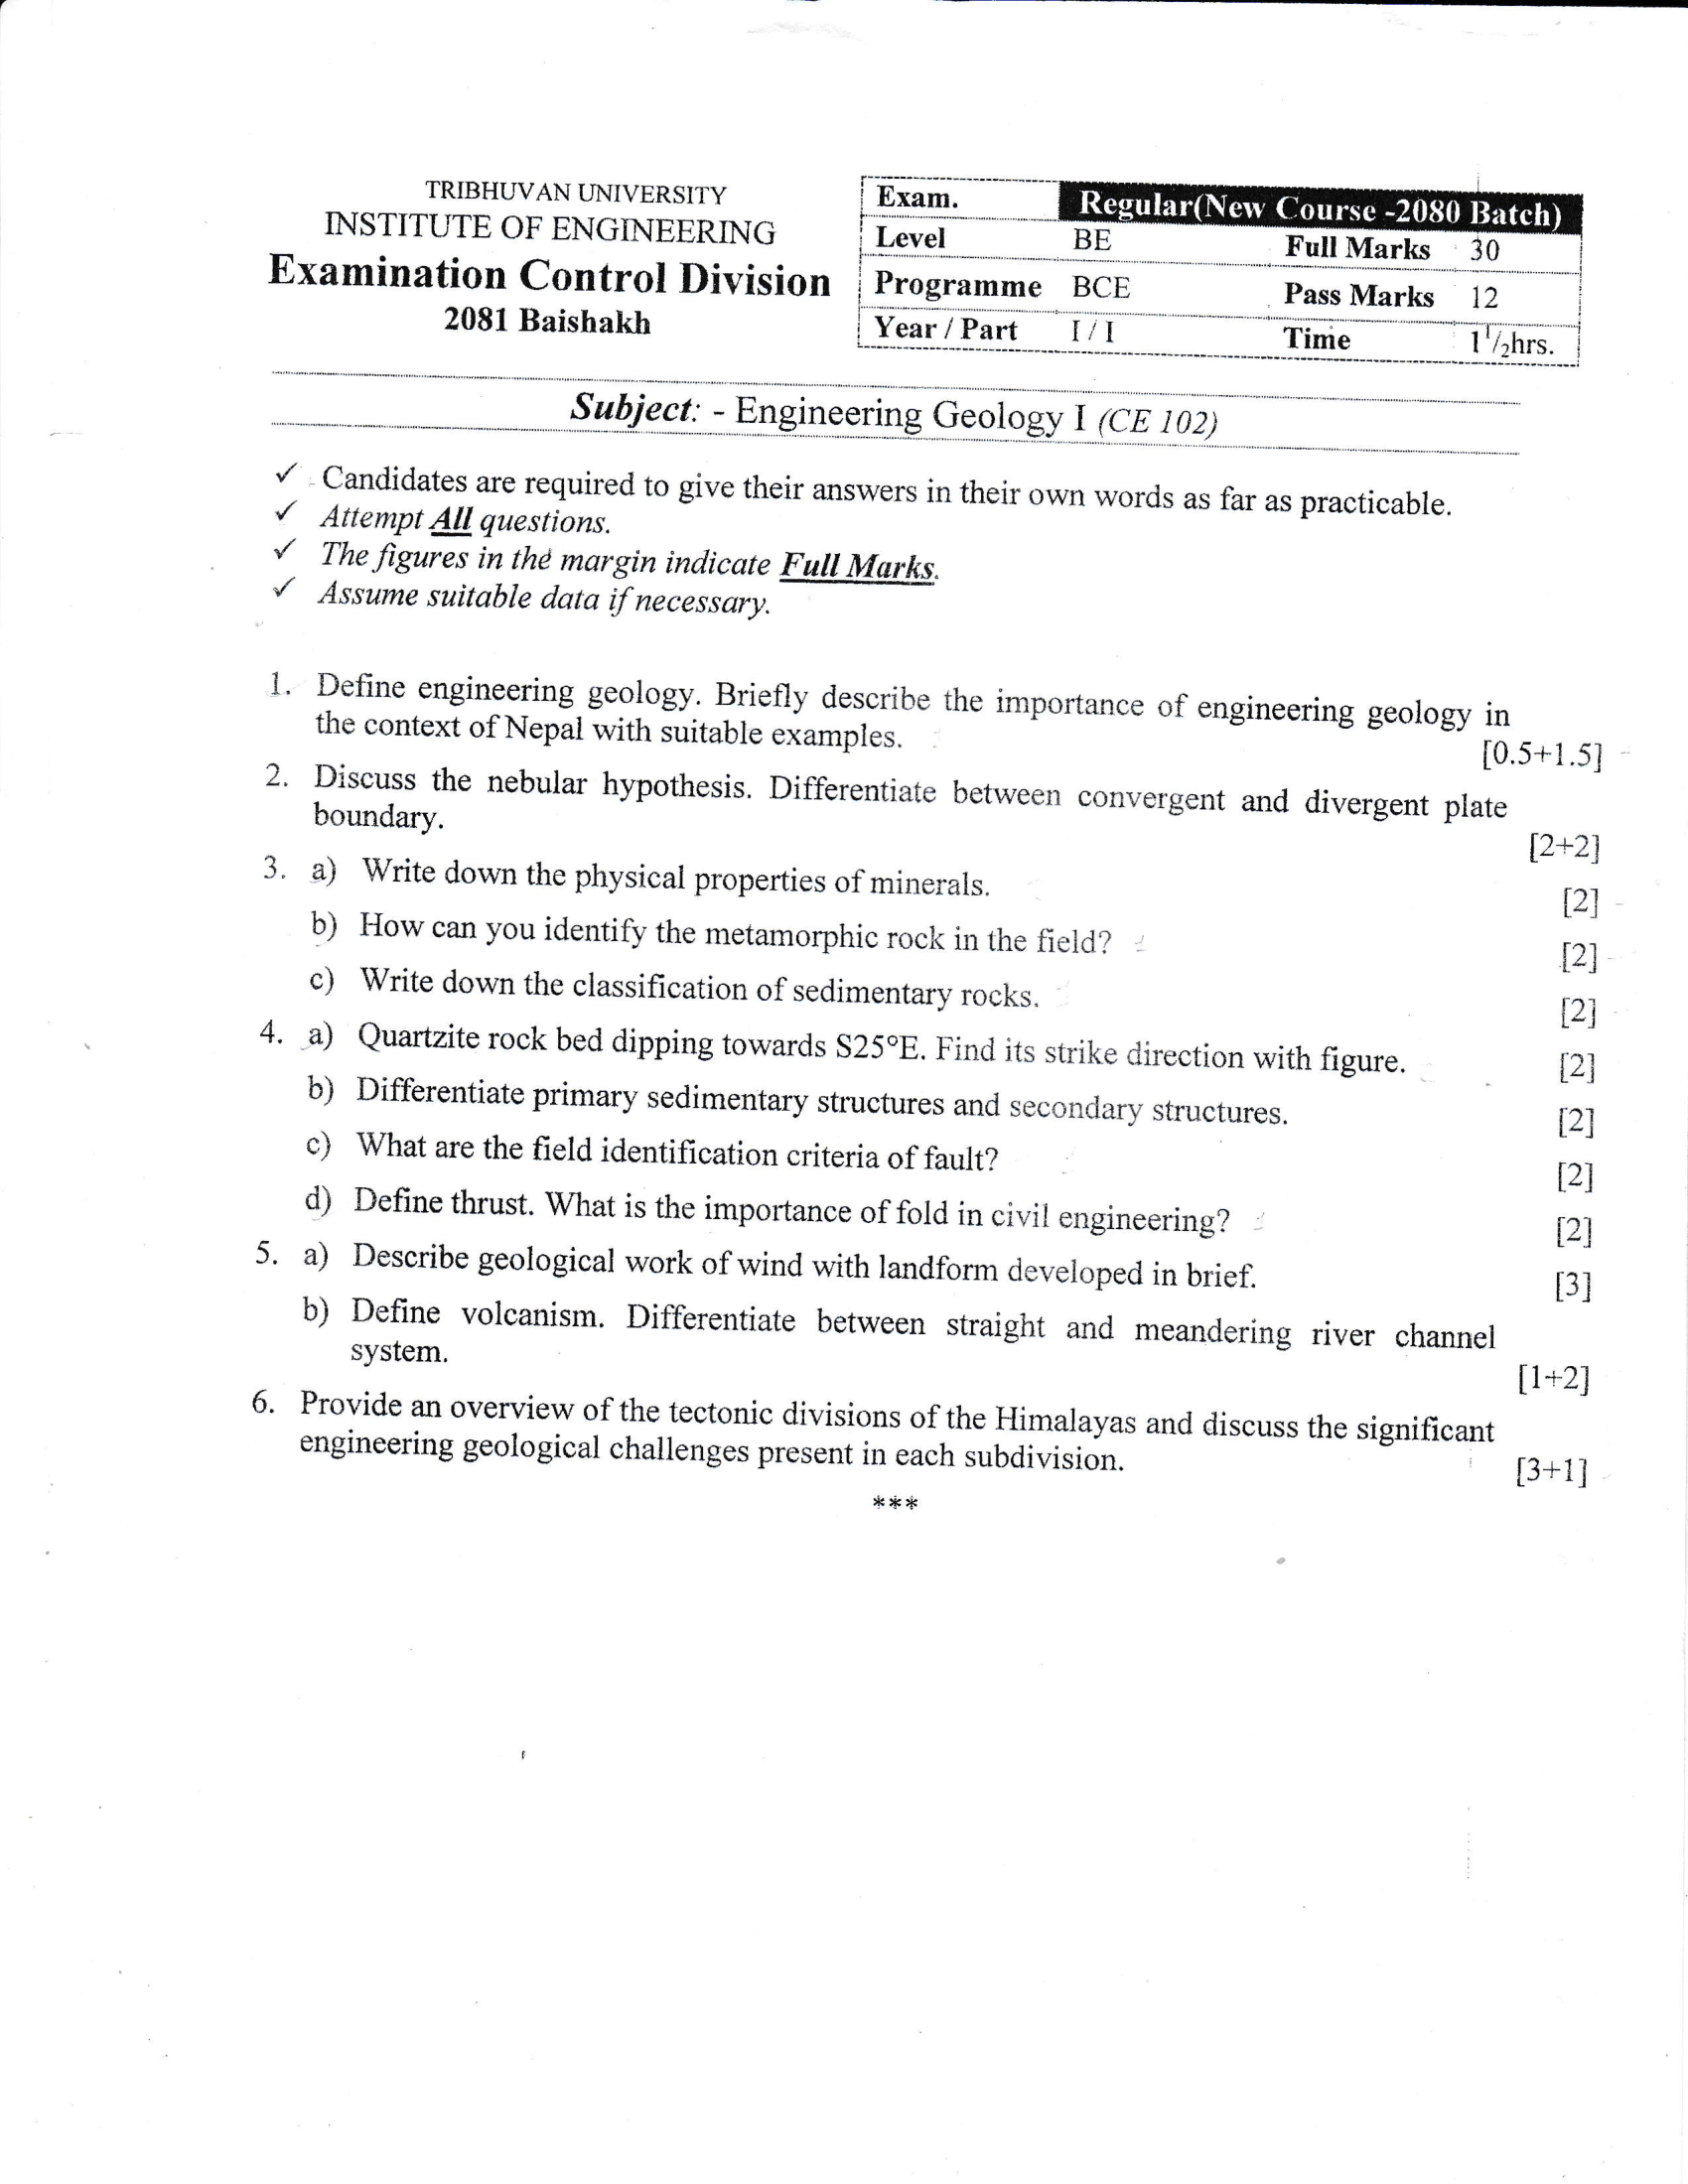 TRIBHUVAN UNIVERSITY
INSTITUTE OF ENGINEERING
Examination Control Division
2081 Baishakh
Exam. Regular(New Course -2080 Batch)
Level BE Full Marks 30
Programme BCE Pass Marks 12
Year / Part I / I Time 1 1/2hrs.
Subject: - Engineering Geology I (CE 102)
✓ Candidates are required to give their answers in their own words as far as practicable.
✓ Attempt All questions.
✓ The figures in the margin indicate Full Marks.
✓ Assume suitable data if necessary.
1. Define engineering geology. Briefly describe the importance of engineering geology in
the context of Nepal with suitable examples. [0.5+1.5]
2. Discuss the nebular hypothesis. Differentiate between convergent and divergent plate
boundary. [2+2]
3. a) Write down the physical properties of minerals. [2]
b) How can you identify the metamorphic rock in the field? [2]
c) Write down the classification of sedimentary rocks. [2]
4. a) Quartzite rock bed dipping towards S25°E. Find its strike direction with figure. [2]
b) Differentiate primary sedimentary structures and secondary structures. [2]
c) What are the field identification criteria of fault? [2]
d) Define thrust. What is the importance of fold in civil engineering? [2]
5. a) Describe geological work of wind with landform developed in brief. [3]
b) Define volcanism. Differentiate between straight and meandering river channel
system. [1+2]
6. Provide an overview of the tectonic divisions of the Himalayas and discuss the significant
engineering geological challenges present in each subdivision. [3+1]
***